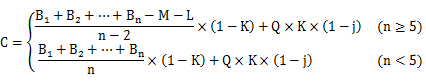 C = { (B₁ + B₂ + ⋯ + Bₙ − M − L)/(n − 2) × (1 − K) + Q × K × (1 − j) (n ≥ 5)
(B₁ + B₂ + ⋯ + Bₙ)/n × (1 − K) + Q × K × (1 − j) (n < 5)